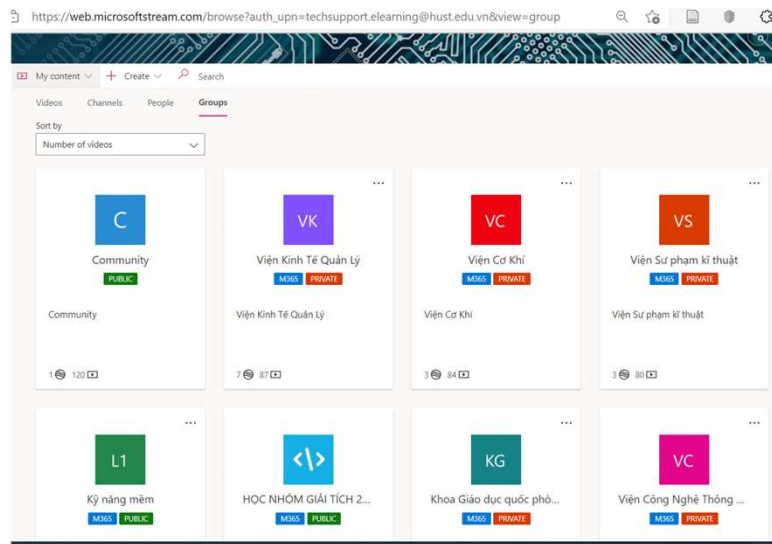 https://web.microsoftstream.com/browse?auth_upn=techsupport.elearning@hust.edu.vn&view=group
My content
Create
Search
Videos Channels People Groups
Sort by
Number of videos
C
VK
VC
VS
Community
Viện Kinh Tế Quản Lý
Viện Cơ Khí
Viện Sư phạm kĩ thuật
PUBLIC
M365 PRIVATE
M365 PRIVATE
M365 PRIVATE
Community
Viện Kinh Tế Quản Lý
Viện Cơ Khí
Viện Sư phạm kĩ thuật
1 120
7 87
3 84
3 80
L1
KG
VC
Kỹ năng mềm
HỌC NHÓM GIẢI TÍCH 2...
Khoa Giáo dục quốc phò...
Viện Công Nghệ Thông ...
M365 PUBLIC
M365 PUBLIC
M365 PRIVATE
M365 PRIVATE